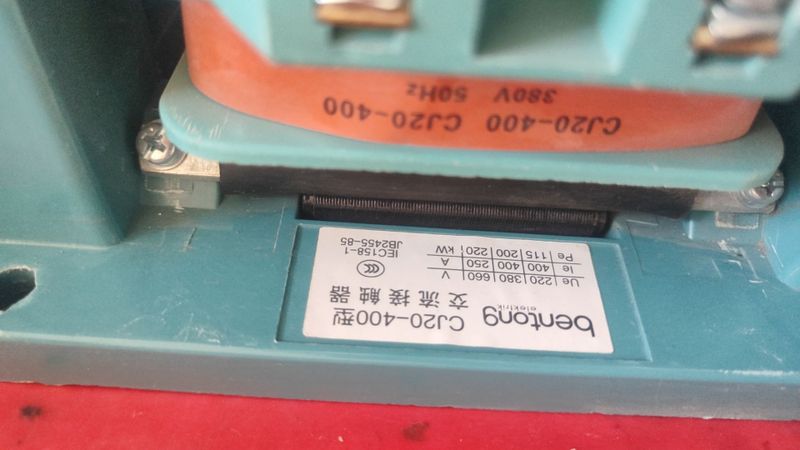 CJ20-400 CJ20-400
380V 50Hz
bentong
elektrik
CJ20-400型
交流接触器
Ue 220 380 660 V
Ie 400 400 250 A
Pe 115 200 220 kW
CCC
IEC158-1
JB2455-85